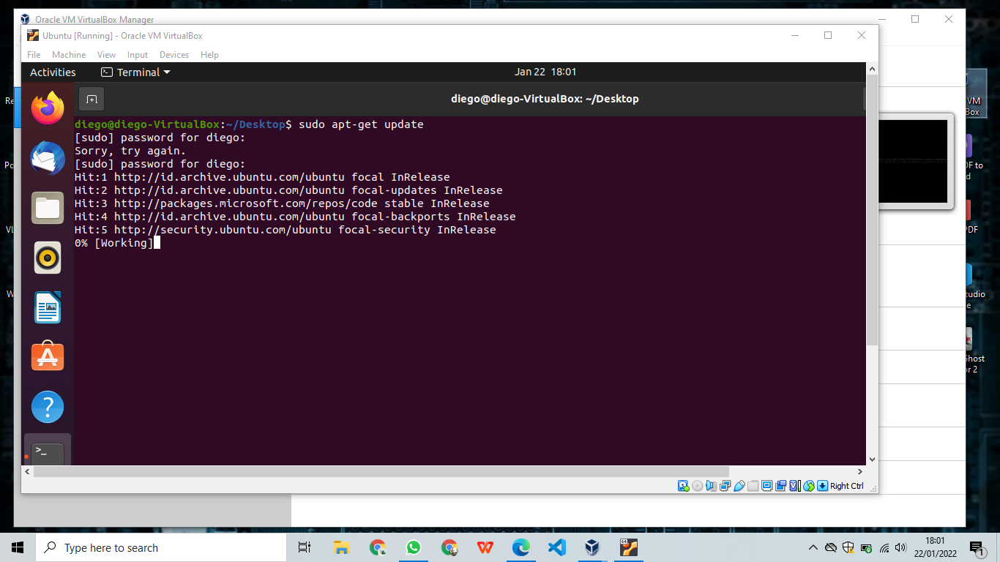 Oracle VM VirtualBox Manager
Ubuntu [Running] - Oracle VM VirtualBox
File Machine View Input Devices Help
Activities Terminal Jan 22 18:01
diego@diego-VirtualBox: ~/Desktop
diego@diego-VirtualBox:~/Desktop$ sudo apt-get update
[sudo] password for diego:
Sorry, try again.
[sudo] password for diego:
Hit:1 http://id.archive.ubuntu.com/ubuntu focal InRelease
Hit:2 http://id.archive.ubuntu.com/ubuntu focal-updates InRelease
Hit:3 http://packages.microsoft.com/repos/code stable InRelease
Hit:4 http://id.archive.ubuntu.com/ubuntu focal-backports InRelease
Hit:5 http://security.ubuntu.com/ubuntu focal-security InRelease
0% [Working]
>_
Right Ctrl
Re
Po
VL
W
VM
Box
DF to
d
PDF
tudio
e
Ghost
or 2
Type here to search
18:01
22/01/2022
1